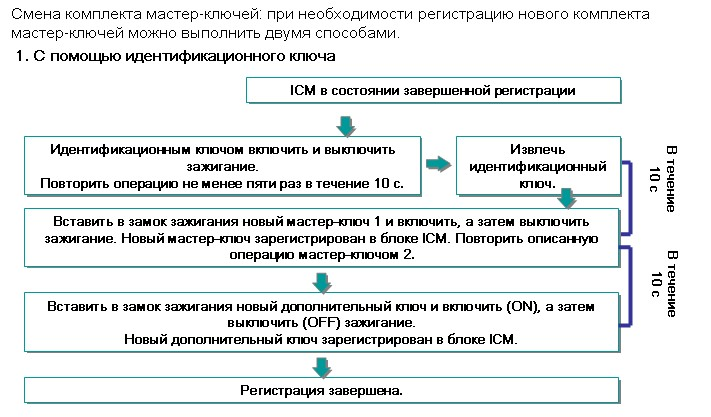 Смена комплекта мастер-ключей: при необходимости регистрацию нового комплекта
мастер-ключей можно выполнить двумя способами.
1. С помощью идентификационного ключа
ICM в состоянии завершенной регистрации
Идентификационным ключом включить и выключить
зажигание.
Повторить операцию не менее пяти раз в течение 10 с.
Извлечь
идентификационный
ключ.
В течение
10 с
Вставить в замок зажигания новый мастер-ключ 1 и включить, а затем выключить
зажигание. Новый мастер-ключ зарегистрирован в блоке ICM. Повторить описанную
операцию мастер-ключом 2.
В течение
10 с
Вставить в замок зажигания новый дополнительный ключ и включить (ON), а затем
выключить (OFF) зажигание.
Новый дополнительный ключ зарегистрирован в блоке ICM.
Регистрация завершена.